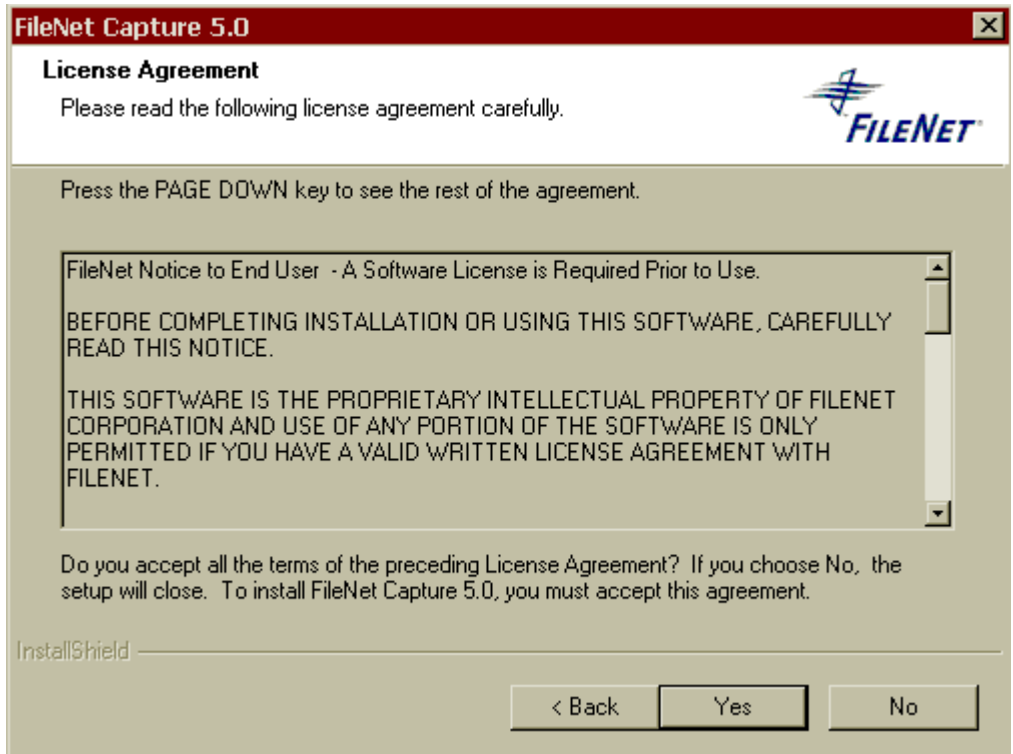 FileNet Capture 5.0
License Agreement
Please read the following license agreement carefully.
FILENET
Press the PAGE DOWN key to see the rest of the agreement.
FileNet Notice to End User - A Software License is Required Prior to Use.
BEFORE COMPLETING INSTALLATION OR USING THIS SOFTWARE, CAREFULLY
READ THIS NOTICE.
THIS SOFTWARE IS THE PROPRIETARY INTELLECTUAL PROPERTY OF FILENET
CORPORATION AND USE OF ANY PORTION OF THE SOFTWARE IS ONLY
PERMITTED IF YOU HAVE A VALID WRITTEN LICENSE AGREEMENT WITH
FILENET.
Do you accept all the terms of the preceding License Agreement? If you choose No, the
setup will close. To install FileNet Capture 5.0, you must accept this agreement.
InstallShield
< Back Yes No